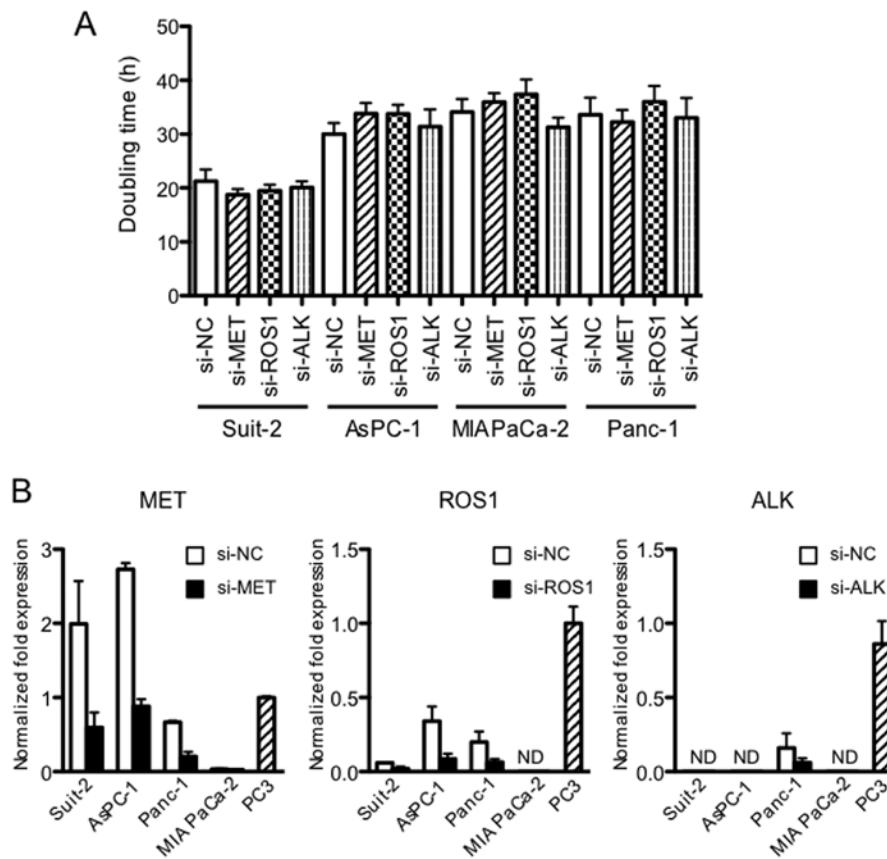 A
Doubling time (h)
50
40
30
20
10
0
si-NC si-MET si-ROS1 si-ALK si-NC si-MET si-ROS1 si-ALK si-NC si-MET si-ROS1 si-ALK si-NC si-MET si-ROS1 si-ALK
Suit-2 AsPC-1 MIAPaCa-2 Panc-1
B
MET
Normalized fold expression
3
2
1
0
si-NC
si-MET
Suit-2 AsPC-1 Panc-1 MIA PaCa-2 PC3
ROS1
Normalized fold expression
1.5
1.0
0.5
0.0
si-NC
si-ROS1
ND
Suit-2 AsPC-1 Panc-1 MIA PaCa-2 PC3
ALK
Normalized fold expression
1.5
1.0
0.5
0.0
si-NC
si-ALK
ND ND ND
Suit-2 AsPC-1 Panc-1 MIA PaCa-2 PC3